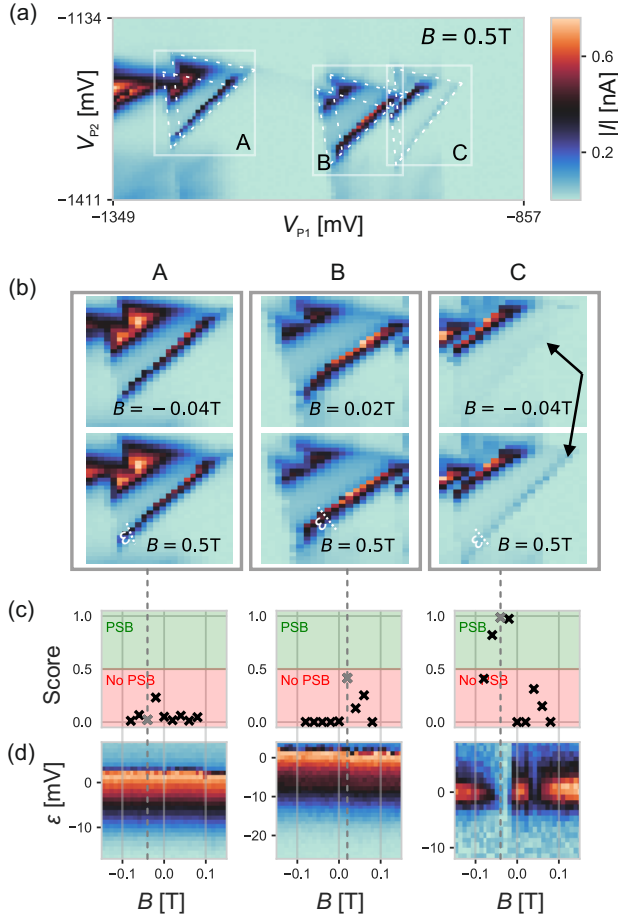 (a)
−1134
B = 0.5T
V_P2 [mV]
A
B
C
−1411
−1349
−857
V_P1 [mV]
0.6
0.2
|I| [nA]
A
B
C
(b)
B = −0.04T
B = 0.02T
B = −0.04T
ε
ε
ε
B = 0.5T
B = 0.5T
B = 0.5T
(c)
Score
1.0
0.5
0.0
PSB
No PSB
1.0
0.5
0.0
PSB
No PSB
1.0
0.5
0.0
PSB
No PSB
(d)
ε [mV]
0
−10
0
−10
−20
0
−10
−0.1 0.0 0.1
−0.1 0.0 0.1
−0.1 0.0 0.1
B [T]
B [T]
B [T]